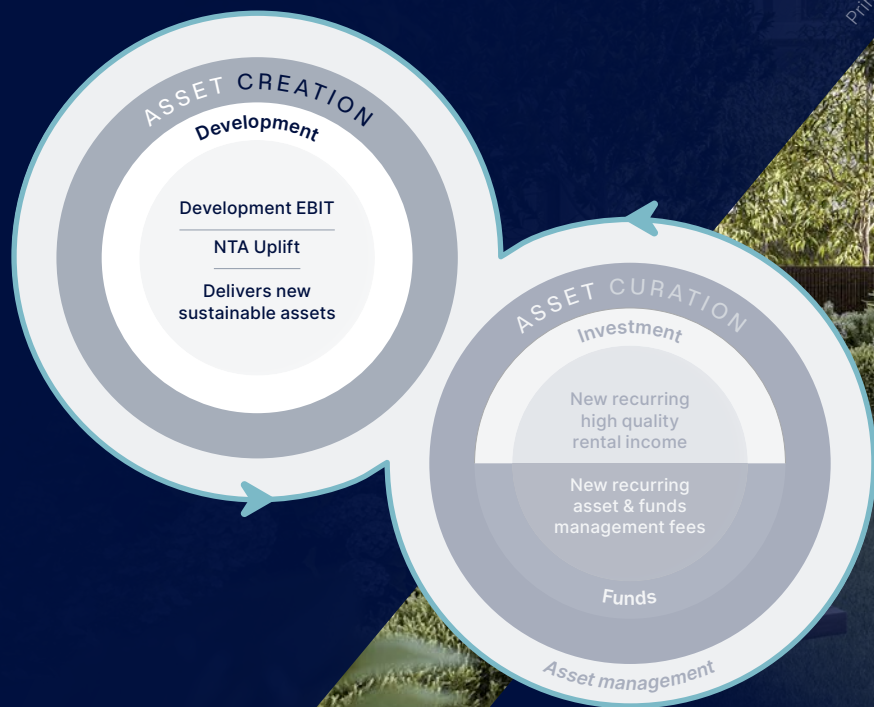 ASSET CREATION
Development
Development EBIT
NTA Uplift
Delivers new
sustainable assets
ASSET CURATION
Investment
New recurring
high quality
rental income
New recurring
asset & funds
management fees
Funds
Asset management